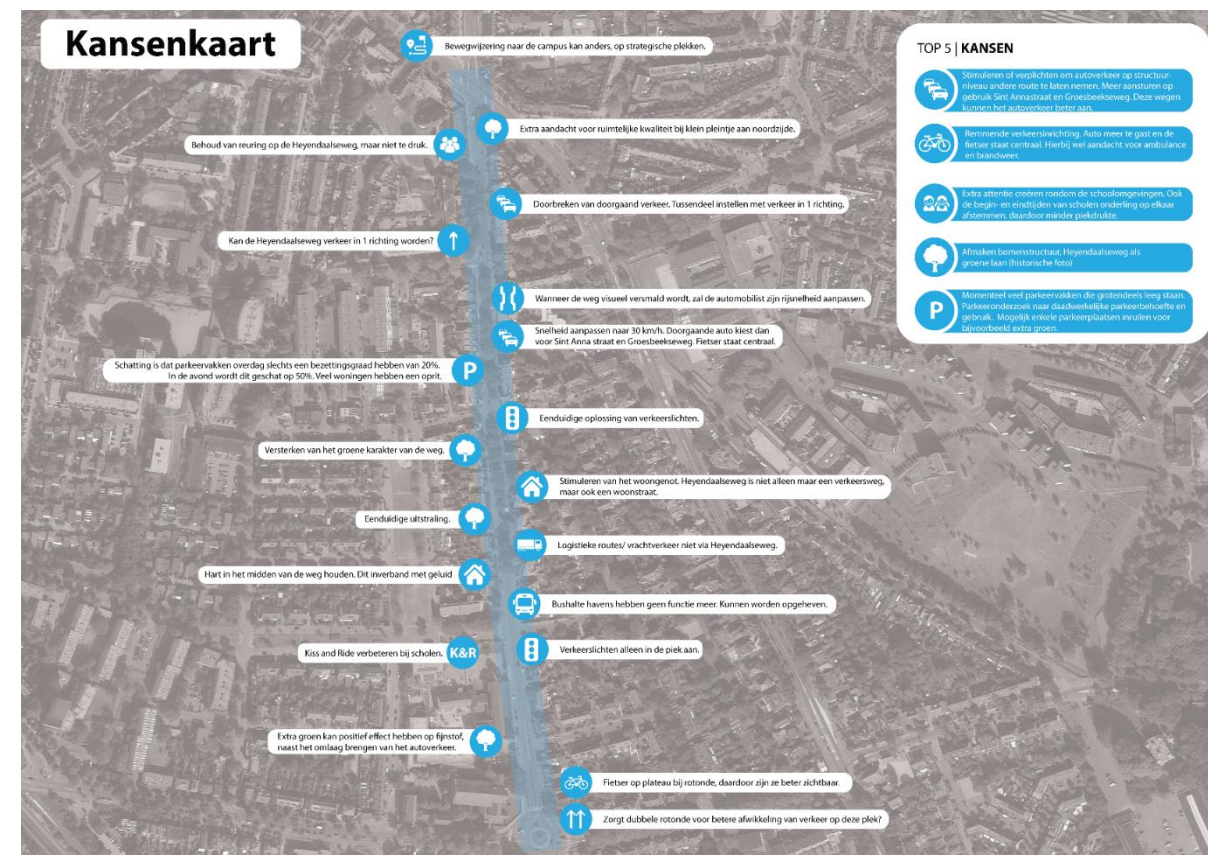 Kansenkaart
Bewegwijzering naar de campus kan anders, op strategische plekken.
Extra aandacht voor ruimtelijke kwaliteit bij klein pleintje aan noordzijde.
Behoud van reuring op de Heyendaalseweg, maar niet te druk.
Doorbreken van doorgaand verkeer. Tussendeel instellen met verkeer in 1 richting.
Kan de Heyendaalseweg verkeer in 1 richting worden?
Wanneer de weg visueel versmald wordt, zal de automobilist zijn rijsnelheid aanpassen.
Snelheid aanpassen naar 30 km/h. Doorgaande auto kiest dan
voor Sint Anna straat en Groesbeekseweg. Fietser staat centraal.
Schatting is dat parkeervakken overdag slechts een bezettingsgraad hebben van 20%.
In de avond wordt dit geschat op 50%. Veel woningen hebben een oprit.
P
Eenduidige oplossing van verkeerslichten.
Versterken van het groene karakter van de weg.
Stimuleren van het woongenot. Heyendaalseweg is niet alleen maar een verkeersweg,
maar ook een woonstraat.
Eenduidige uitstraling.
Logistieke routes/ vrachtverkeer niet via Heyendaalseweg.
Hart in het midden van de weg houden. Dit inverband met geluid
Bushalte havens hebben geen functie meer. Kunnen worden opgeheven.
Kiss and Ride verbeteren bij scholen.
K&R
Verkeerslichten alleen in de piek aan.
Extra groen kan positief effect hebben op fijnstof,
naast het omlaag brengen van het autoverkeer.
Fietser op plateau bij rotonde, daardoor zijn ze beter zichtbaar.
Zorgt dubbele rotonde voor betere afwikkeling van verkeer op deze plek?
TOP 5 | KANSEN
Stimuleren of verplichten om autoverkeer op structuur-
niveau andere route te laten nemen. Meer aansturen op
gebruik Sint Annastraat en Groesbeekseweg. Deze wegen
kunnen het autoverkeer beter aan.
Remmende verkeersinrichting. Auto meer te gast en de
fietser staat centraal. Hierbij wel aandacht voor ambulance
en brandweer.
Extra attentie creëren rondom de schoolomgevingen. Ook
de begin- en eindtijden van scholen onderling op elkaar
afstemmen, daardoor minder piekdrukte.
Afmaken bomenstructuur, Heyendaalseweg als
groene laan (historische foto)
P
Momenteel veel parkeervakken die grotendeels leeg staan.
Parkeeronderzoek naar daadwerkelijke parkeerbehoefte en
gebruik. Mogelijk enkele parkeerplaatsen inruilen voor
bijvoorbeeld extra groen.